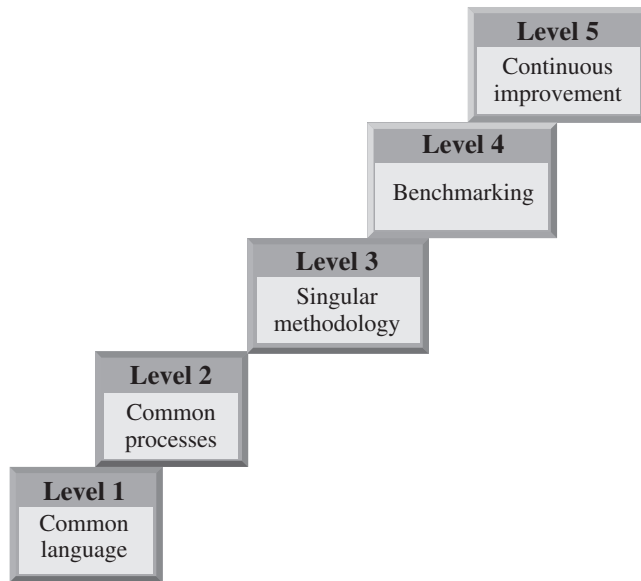 Level 5
Continuous
improvement
Level 4
Benchmarking
Level 3
Singular
methodology
Level 2
Common
processes
Level 1
Common
language